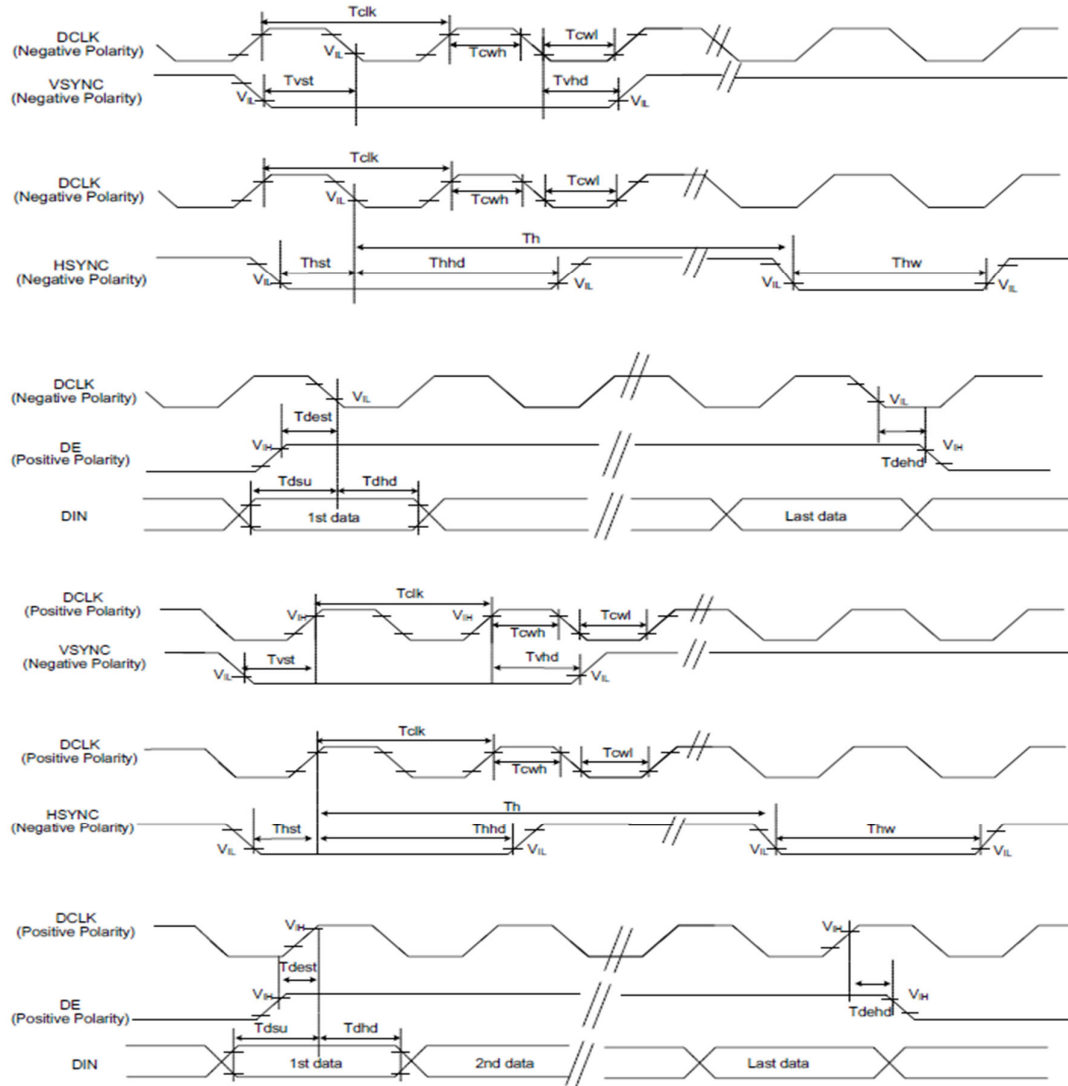 Tclk
DCLK
(Negative Polarity)
VIL
Tcwh
Tcwl
VSYNC
(Negative Polarity)
VIL
Tvst
Tvhd
VIL
Tclk
DCLK
(Negative Polarity)
VIL
Tcwh
Tcwl
Th
HSYNC
(Negative Polarity)
VIL
Thst
Thhd
VIL
Thw
VIL
VIL
DCLK
(Negative Polarity)
VIL
VIL
Tdest
DE
(Positive Polarity)
VIH
VIH
Tdehd
Tdsu
Tdhd
DIN
1st data
Last data
Tclk
DCLK
(Positive Polarity)
VIH
VIH
Tcwh
Tcwl
VSYNC
(Negative Polarity)
VIL
Tvst
Tvhd
VIL
Tclk
DCLK
(Positive Polarity)
Tcwh
Tcwl
Th
HSYNC
(Negative Polarity)
VIL
Thst
Thhd
VIL
Thw
VIL
VIL
DCLK
(Positive Polarity)
VIH
VIH
Tdest
DE
(Positive Polarity)
VIH
VIH
Tdehd
Tdsu
Tdhd
DIN
1st data
2nd data
Last data